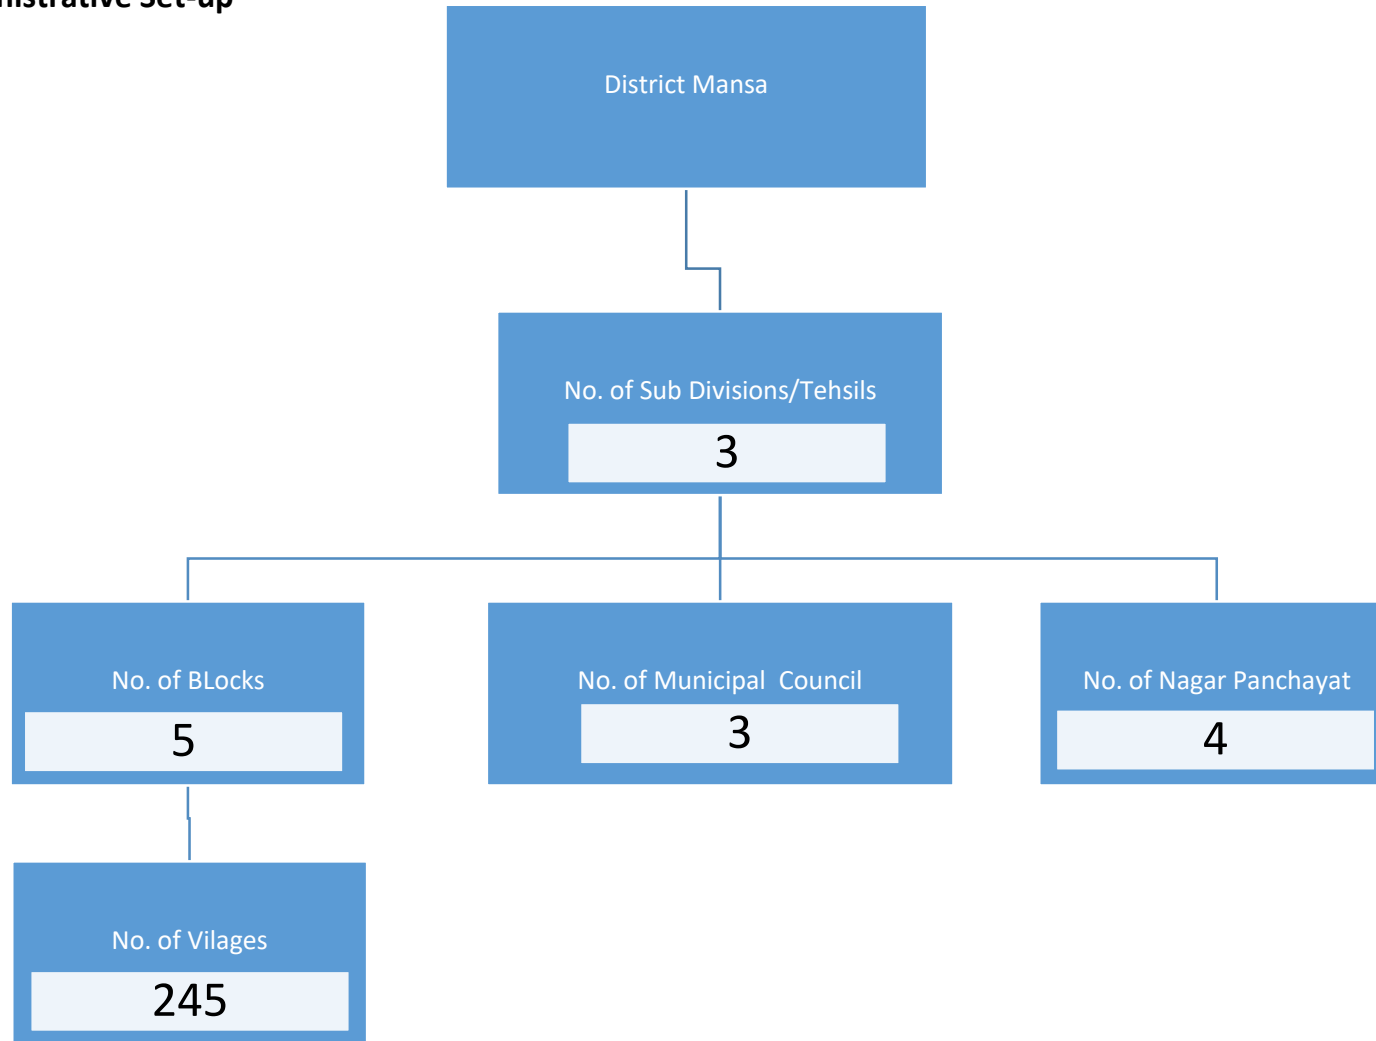 Set-up
District Mansa
No. of Sub Divisions/Tehsils
3
No. of BLocks
5
No. of Municipal  Council
3
No. of Nagar Panchayat
4
No. of Vilages
245